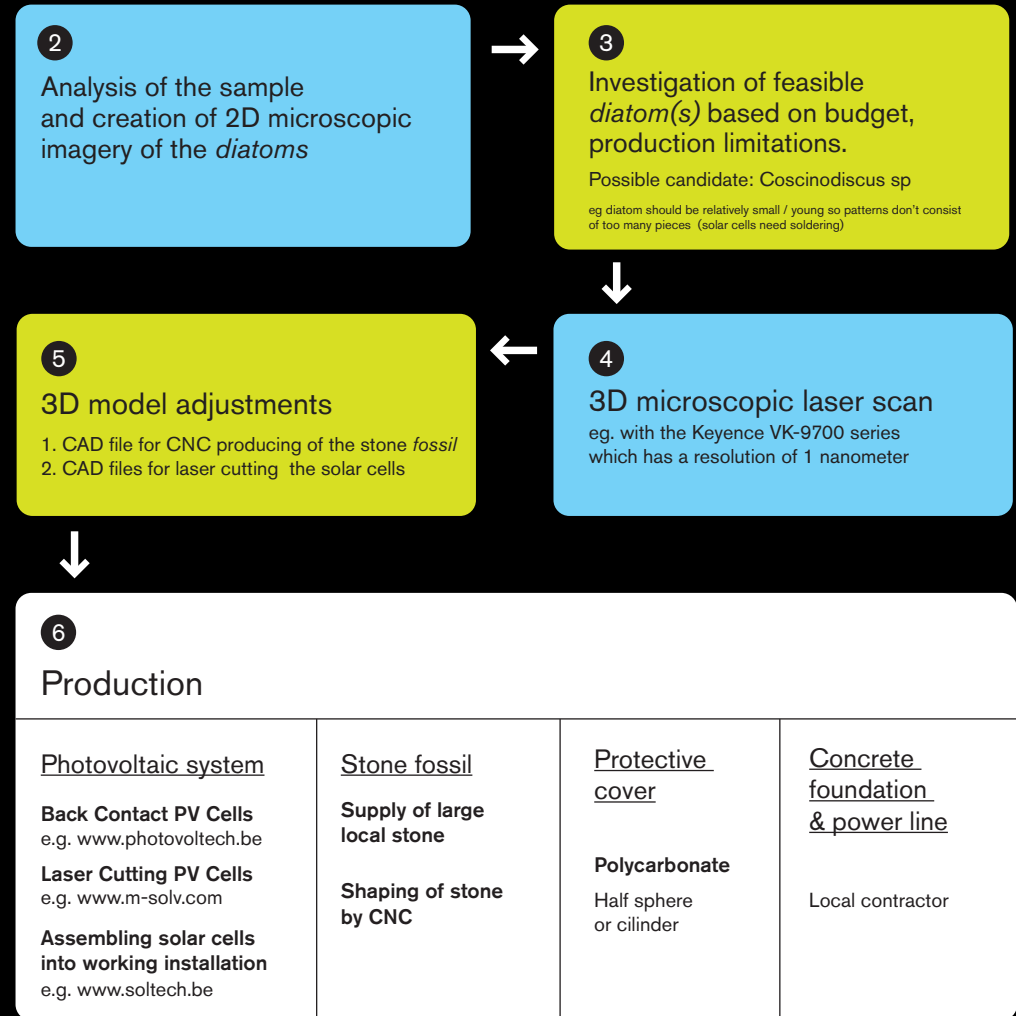 2
Analysis of the sample
and creation of 2D microscopic
imagery of the diatoms
3
Investigation of feasible
diatom(s) based on budget,
production limitations.
Possible candidate: Coscinodiscus sp
eg diatom should be relatively small / young so patterns don't consist
of too many pieces (solar cells need soldering)
4
3D microscopic laser scan
eg. with the Keyence VK-9700 series
which has a resolution of 1 nanometer
5
3D model adjustments
1. CAD file for CNC producing of the stone fossil
2. CAD files for laser cutting the solar cells
6
Production
Photovoltaic system
Back Contact PV Cells
e.g. www.photovoltech.be
Laser Cutting PV Cells
e.g. www.m-solv.com
Assembling solar cells
into working installation
e.g. www.soltech.be
Stone fossil
Supply of large
local stone
Shaping of stone
by CNC
Protective
cover
Polycarbonate
Half sphere
or cilinder
Concrete
foundation
& power line
Local contractor